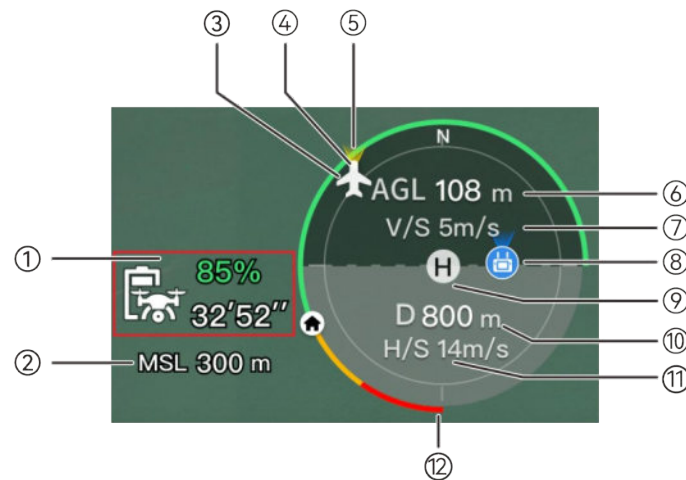 ③ ④ ⑤
N
AGL 108 m ⑥
V/S 5m/s ⑦
① 85% H ⑧
32'52" ⑨
D 800 m ⑩
② MSL 300 m H/S 14m/s ⑪
⑫